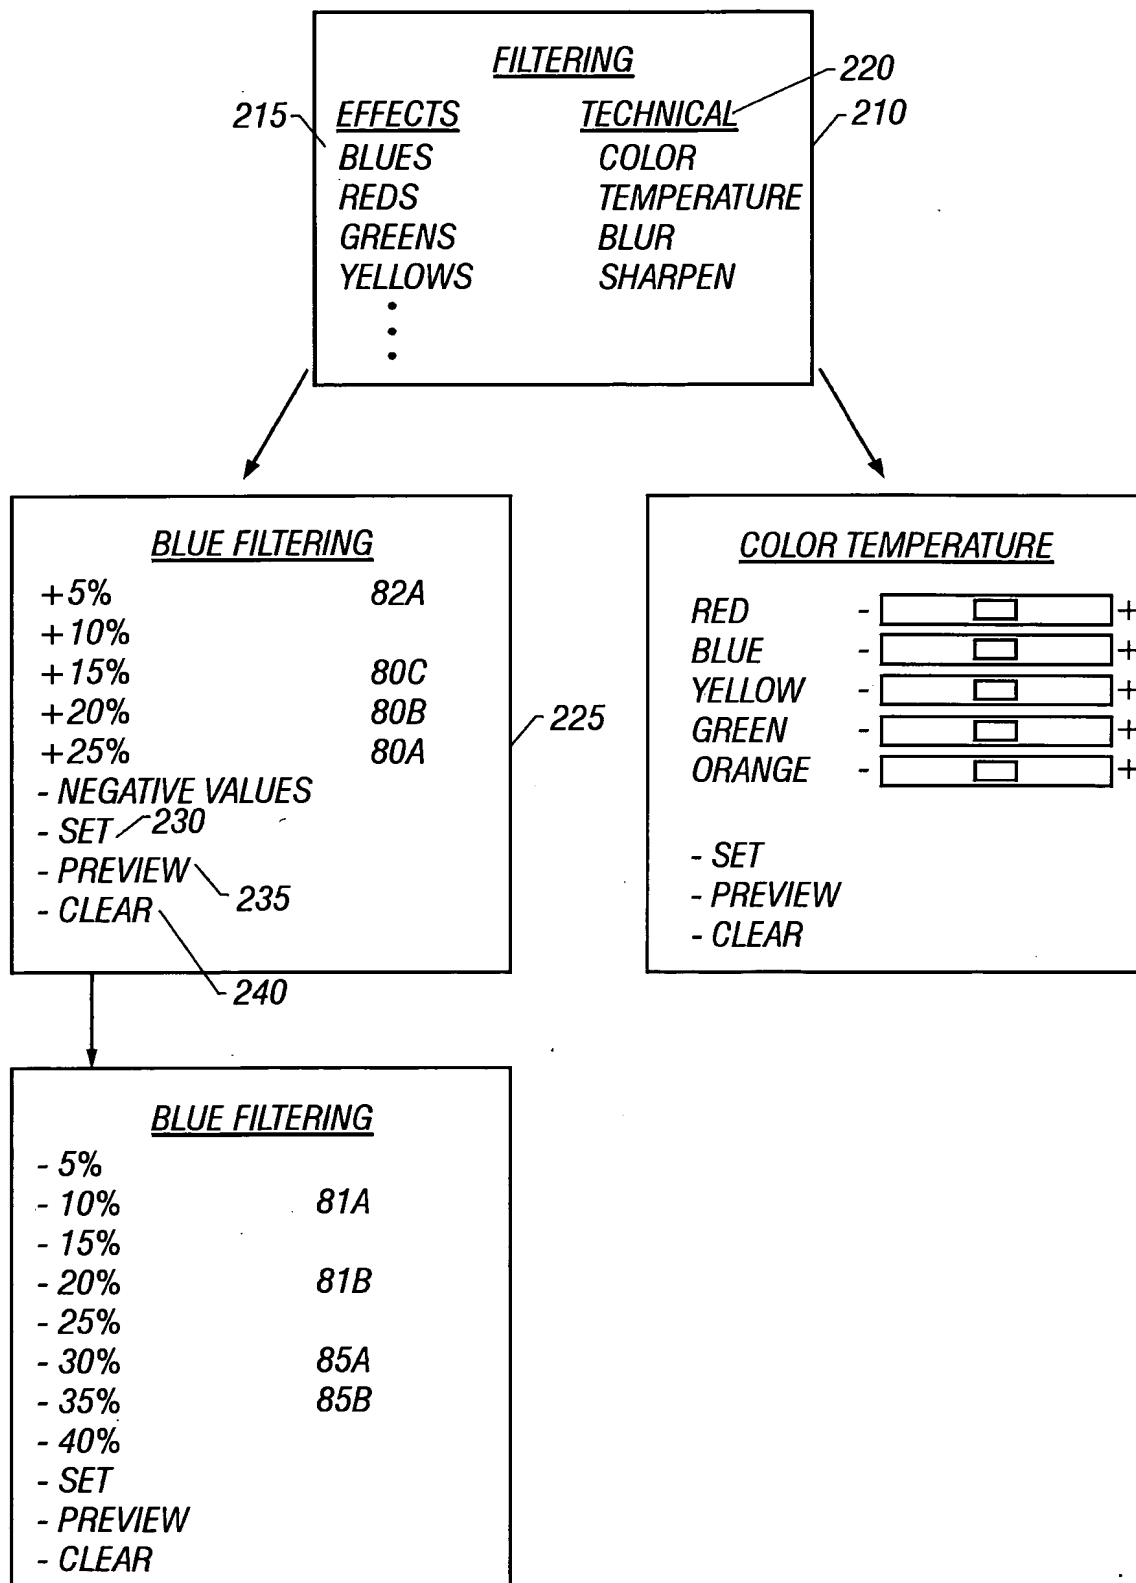 FILTERING
220
215 EFFECTS TECHNICAL 210
BLUES COLOR
REDS TEMPERATURE
GREENS BLUR
YELLOWS SHARPEN
BLUE FILTERING
+5% 82A
+10%
+15% 80C
+20% 80B
+25% 80A
225
- NEGATIVE VALUES
- SET 230
- PREVIEW 235
- CLEAR
240
COLOR TEMPERATURE
RED - +
BLUE - +
YELLOW - +
GREEN - +
ORANGE - +
- SET
- PREVIEW
- CLEAR
BLUE FILTERING
- 5%
- 10% 81A
- 15%
- 20% 81B
- 25%
- 30% 85A
- 35% 85B
- 40%
- SET
- PREVIEW
- CLEAR